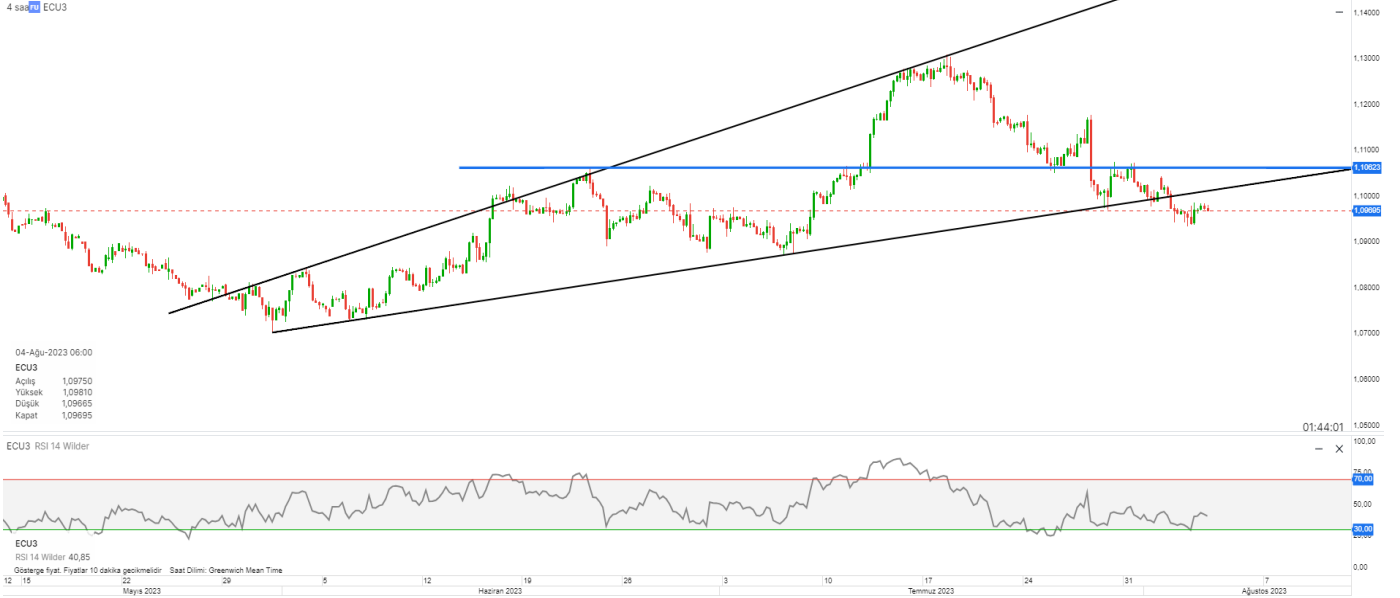 4 saa ru ECU3
1,14000
1,13000
1,12000
1,11000
1,10623
1,10000
1,09695
1,09000
1,08000
1,07000
1,06000
1,05000
04-Ağu-2023 06:00
ECU3
Açılış 1,09750
Yüksek 1,09810
Düşük 1,09665
Kapat 1,09695
01:44:01
ECU3 RSI 14 Wilder
100,00
75,00
70,00
50,00
30,00
25,00
0,00
ECU3
RSI 14 Wilder 40,85
Gösterge fiyat. Fiyatlar 10 dakika gecikmelidir Saat Dilimi: Greenwich Mean Time
12 15 22 29 5 12 19 26 3 10 17 24 31 7
Mayıs 2023 Haziran 2023 Temmuz 2023 Ağustos 2023